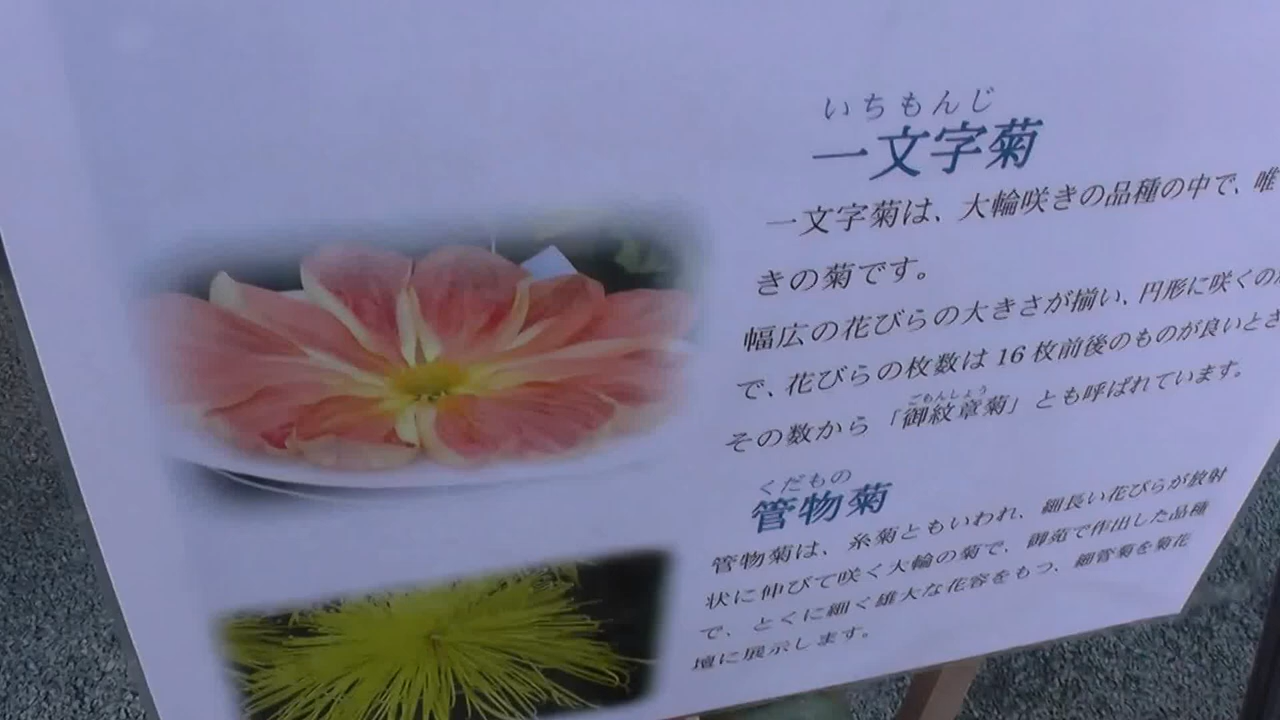 いちもんじ
一文字菊
一文字菊は、大輪咲きの品種の中で、唯
きの菊です。
幅広の花びらの大きさが揃い、円形に咲くの
で、花びらの枚数は16枚前後のものが良いとさ
ごもんしょう
その数から「御紋章菊」とも呼ばれています。
くだもの
管物菊
管物菊は、糸菊ともいわれ、細長い花びらが放射
状に伸びて咲く大輪の菊で、御苑で作出した品種
で、とくに細く雄大な花容をもつ、細管菊を菊花
壇に展示します。